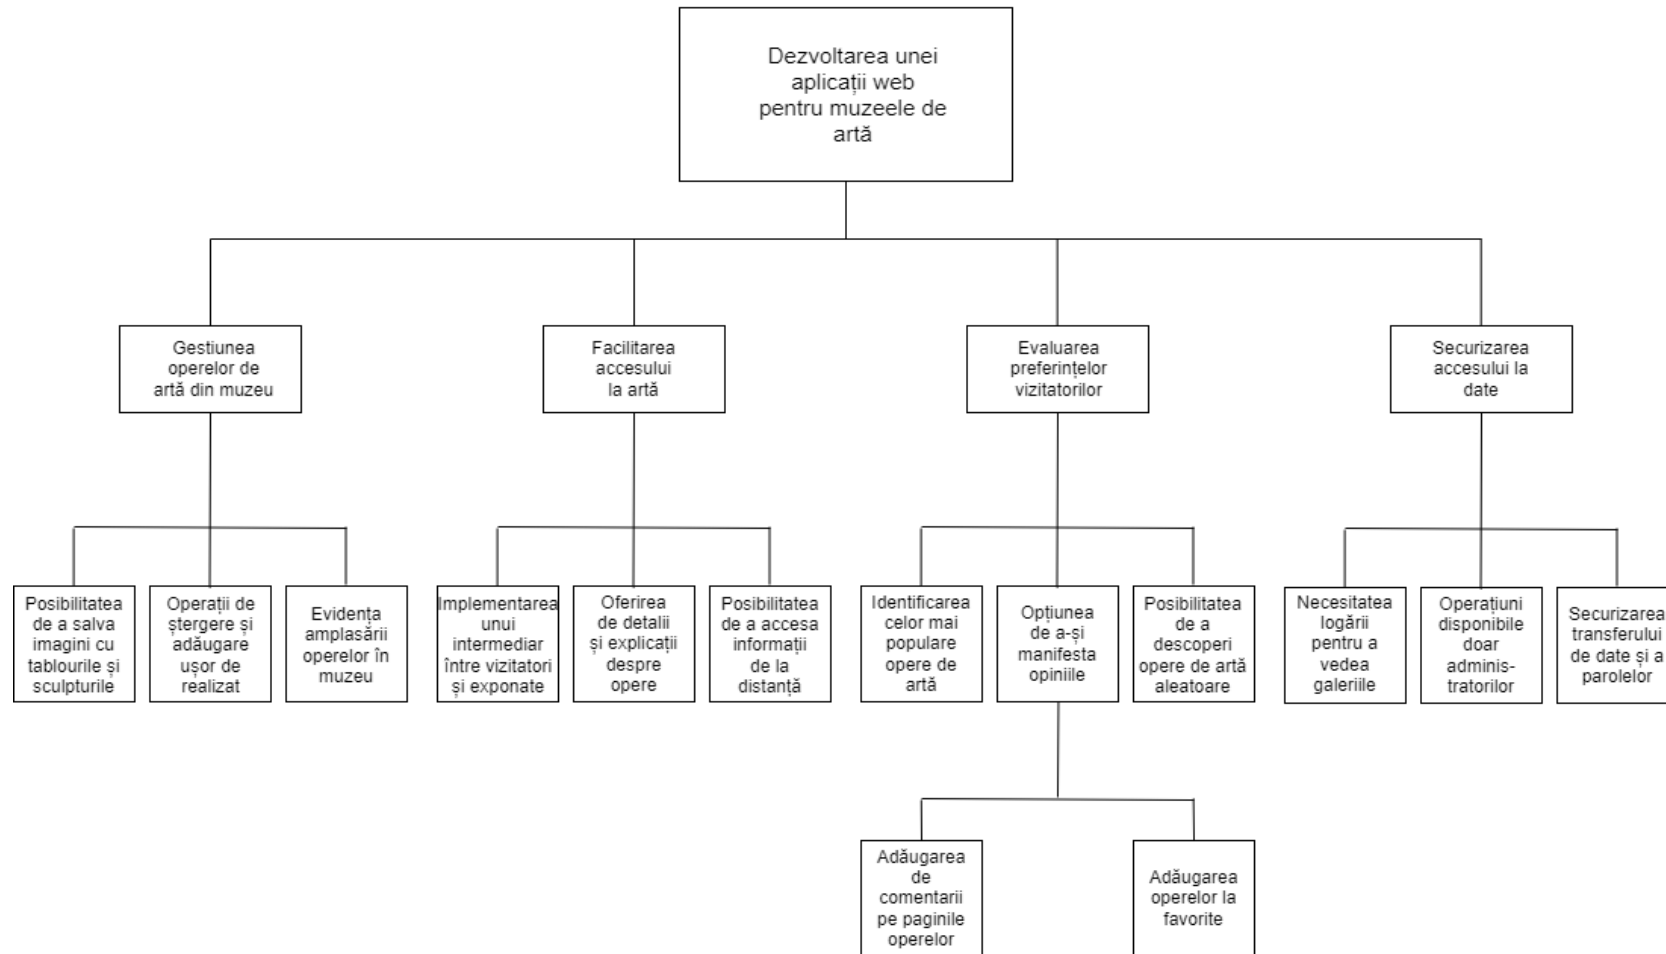 Dezvoltarea unei
aplicații web
pentru muzeele de
artă
Gestiunea
operelor de
artă din muzeu
Facilitarea
accesului
la artă
Evaluarea
preferințelor
vizitatorilor
Securizarea
accesului la
date
Posibilitatea
de a salva
imagini cu
tablourile și
sculpturile
Operații de
ștergere și
adăugare
ușor de
realizat
Evidența
amplasării
operelor în
muzeu
Implementarea
unui
intermediar
între vizitatori
și exponate
Oferirea
de detalii
și explicații
despre
opere
Posibilitatea
de a accesa
informații
de la
distanță
Identificarea
celor mai
populare
opere de
artă
Opțiunea
de a-și
manifesta
opiniile
Posibilitatea
de a
descoperi
opere de artă
aleatoare
Necesitatea
logării
pentru a
vedea
galeriile
Operațiuni
disponibile
doar
adminis-
tratorilor
Securizarea
transferului
de date și a
parolelor
Adăugarea
de
comentarii
pe paginile
operelor
Adăugarea
operelor la
favorite